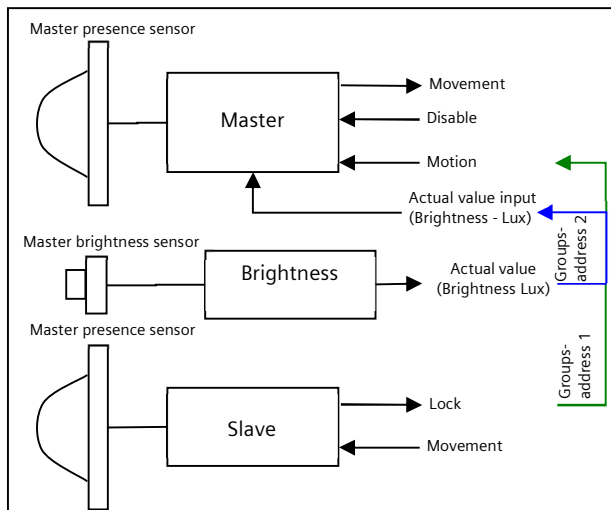 Master presence sensor
Master
Movement
Disable
Motion
Actual value input
(Brightness - Lux)
Master brightness sensor
Brightness
Actual value
(Brightness Lux)
Groups-
address 2
Master presence sensor
Slave
Lock
Movement
Groups-
address 1